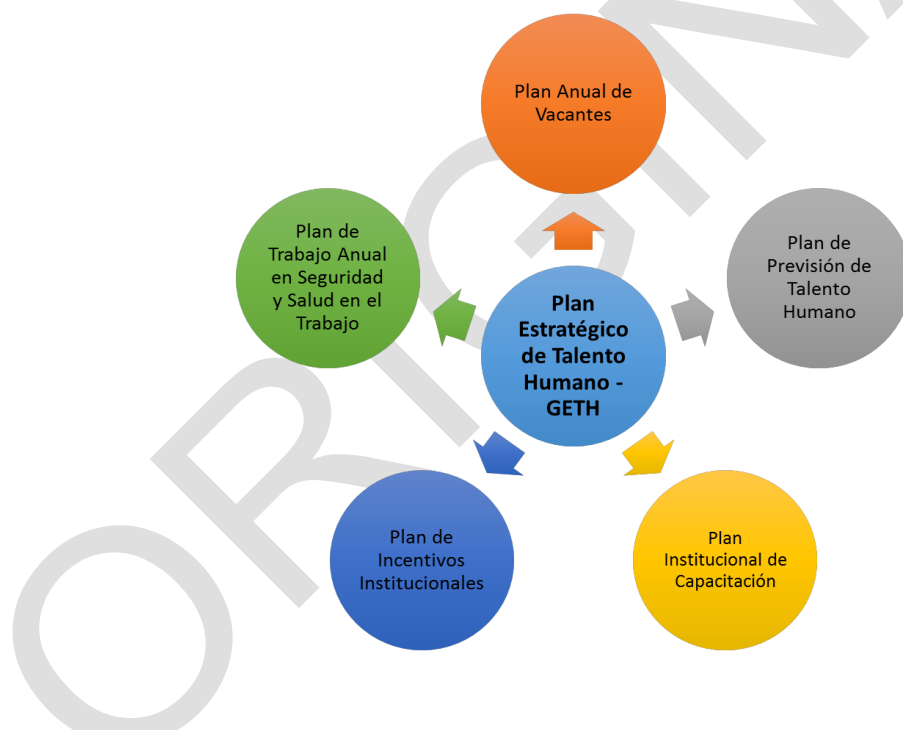 Plan Anual de
Vacantes
Plan de
Previsión de
Talento
Humano
Plan
Institucional de
Capacitación
Plan de
Incentivos
Institucionales
Plan de
Trabajo Anual
en Seguridad
y Salud en el
Trabajo
Plan
Estratégico
de Talento
Humano -
GETH
ORIGINA